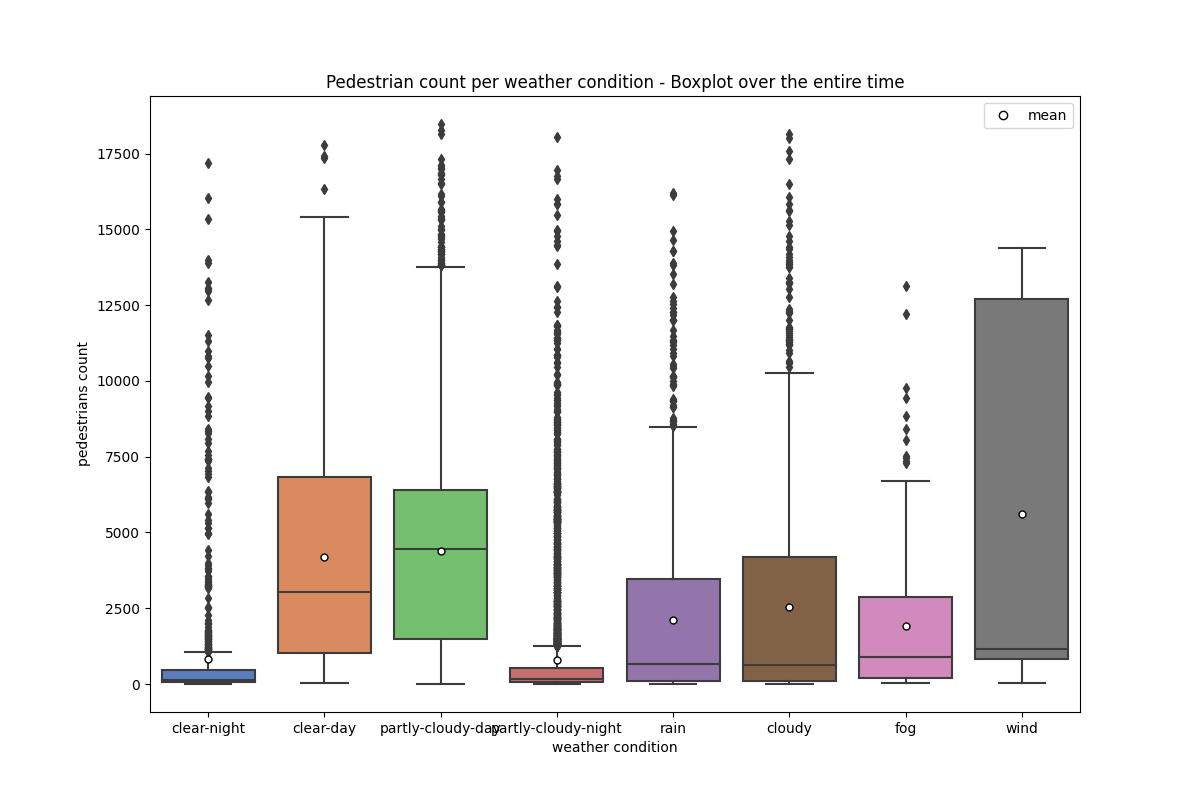 Pedestrian count per weather condition - Boxplot over the entire time
mean
17500
15000
12500
10000
7500
5000
2500
0
pedestrians count
clear-night
clear-day
partly-cloudy-day
partly-cloudy-night
rain
cloudy
fog
wind
weather condition